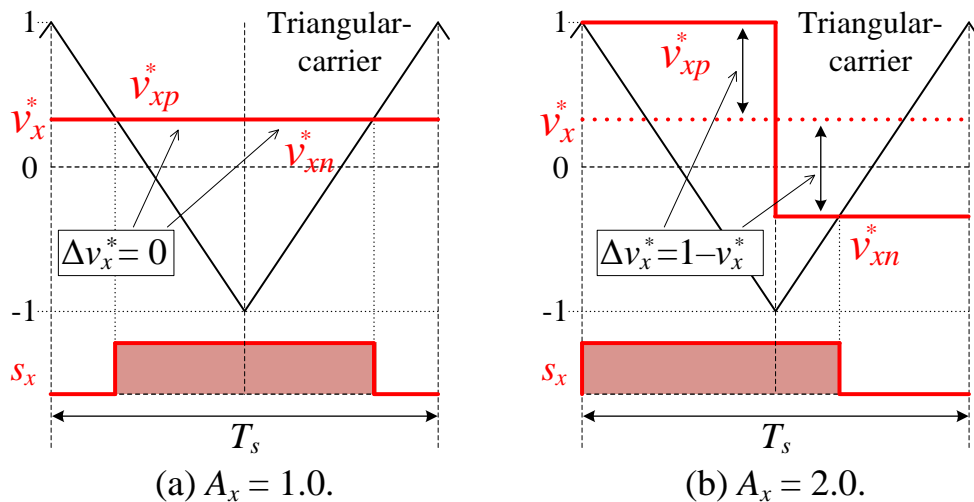 1
Triangular-
carrier
v*xp
v*x
v*xn
0
Δv*x= 0
-1
sx
Ts
(a) Ax = 1.0.
1
Triangular-
carrier
v*xp
v*x
0
Δv*x=1–v*x
v*xn
-1
sx
Ts
(b) Ax = 2.0.